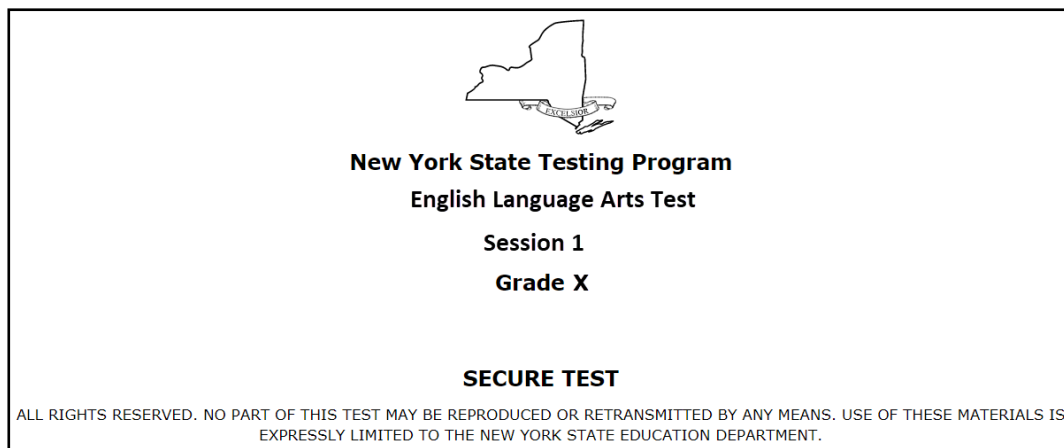 EXCELSIOR
New York State Testing Program
English Language Arts Test
Session 1
Grade X
SECURE TEST
ALL RIGHTS RESERVED. NO PART OF THIS TEST MAY BE REPRODUCED OR RETRANSMITTED BY ANY MEANS. USE OF THESE MATERIALS IS
EXPRESSLY LIMITED TO THE NEW YORK STATE EDUCATION DEPARTMENT.